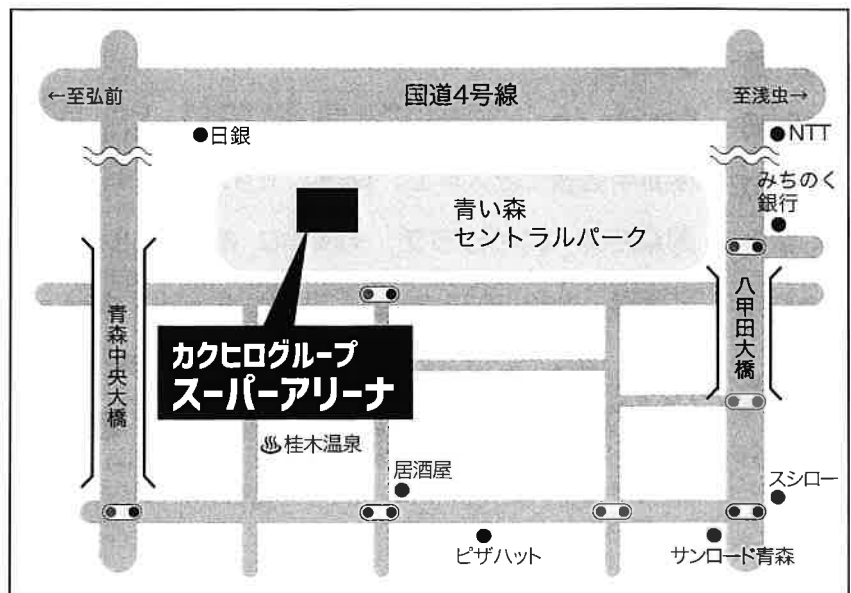 ←至弘前
国道4号線
至浅虫→
日銀
NTT
みちのく
銀行
青い森
セントラルパーク
青森中央大橋
八甲田大橋
カクヒログループ
スーパーアリーナ
♨桂木温泉
居酒屋
スシロー
ピザハット
サンロード青森